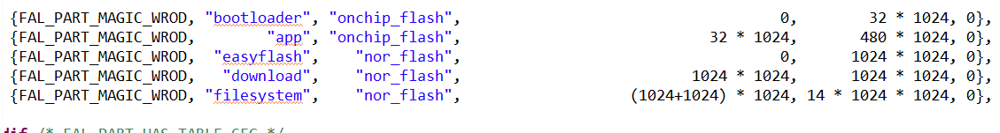 {FAL_PART_MAGIC_WROD, "bootloader", "onchip_flash", 0, 32 * 1024, 0},
{FAL_PART_MAGIC_WROD, "app", "onchip_flash", 32 * 1024, 480 * 1024, 0},
{FAL_PART_MAGIC_WROD, "easyflash", "nor_flash", 0, 1024 * 1024, 0},
{FAL_PART_MAGIC_WROD, "download", "nor_flash", 1024 * 1024, 1024 * 1024, 0},
{FAL_PART_MAGIC_WROD, "filesystem", "nor_flash", (1024+1024) * 1024, 14 * 1024 * 1024, 0},